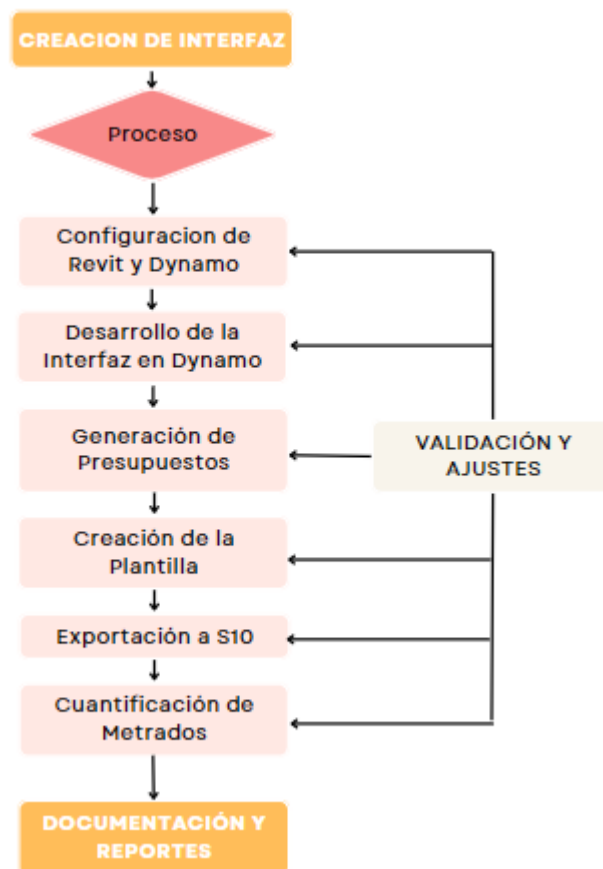 CREACION DE INTERFAZ
Proceso
Configuracion de
Revit y Dynamo
Desarrollo de la
Interfaz en Dynamo
Generación de
Presupuestos
VALIDACIÓN Y
AJUSTES
Creación de la
Plantilla
Exportación a S10
Cuantificación de
Metrados
DOCUMENTACIÓN Y
REPORTES